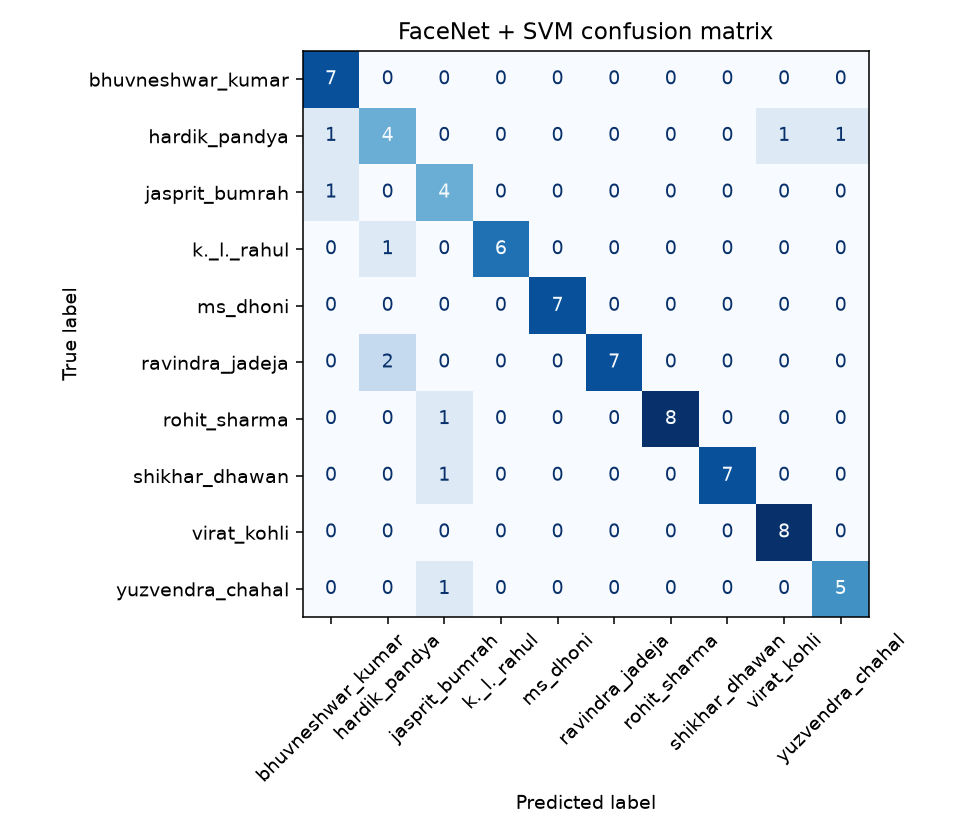 FaceNet + SVM confusion matrix
True label
bhuvneshwar_kumar 7 0 0 0 0 0 0 0 0 0
hardik_pandya 1 4 0 0 0 0 0 0 1 1
jasprit_bumrah 1 0 4 0 0 0 0 0 0 0
k._l._rahul 0 1 0 6 0 0 0 0 0 0
ms_dhoni 0 0 0 0 7 0 0 0 0 0
ravindra_jadeja 0 2 0 0 0 7 0 0 0 0
rohit_sharma 0 0 1 0 0 0 8 0 0 0
shikhar_dhawan 0 0 1 0 0 0 0 7 0 0
virat_kohli 0 0 0 0 0 0 0 0 8 0
yuzvendra_chahal 0 0 1 0 0 0 0 0 0 5
bhuvneshwar_kumar
hardik_pandya
jasprit_bumrah
k._l._rahul
ms_dhoni
ravindra_jadeja
rohit_sharma
shikhar_dhawan
virat_kohli
yuzvendra_chahal
Predicted label